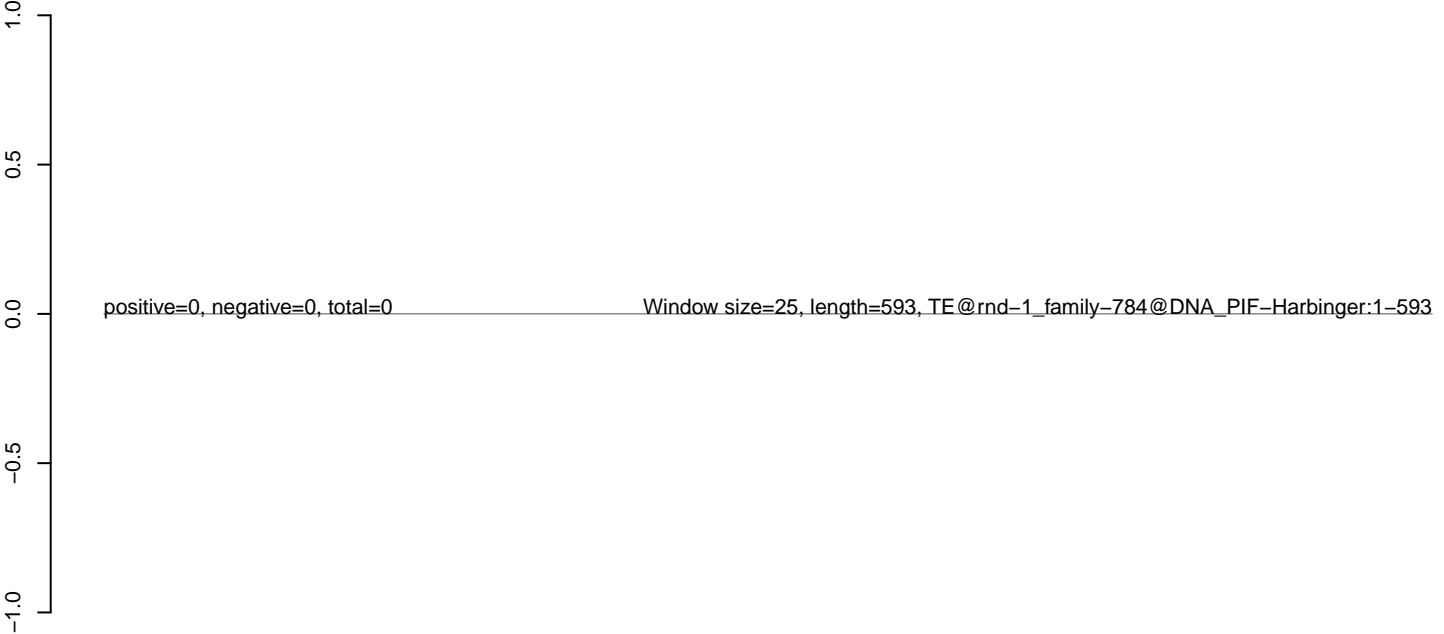 1.0
0.5
0.0
−0.5
−1.0
positive=0, negative=0, total=0
Window size=25, length=593, TE@rnd−1_family−784@DNA_PIF−Harbinger:1−593